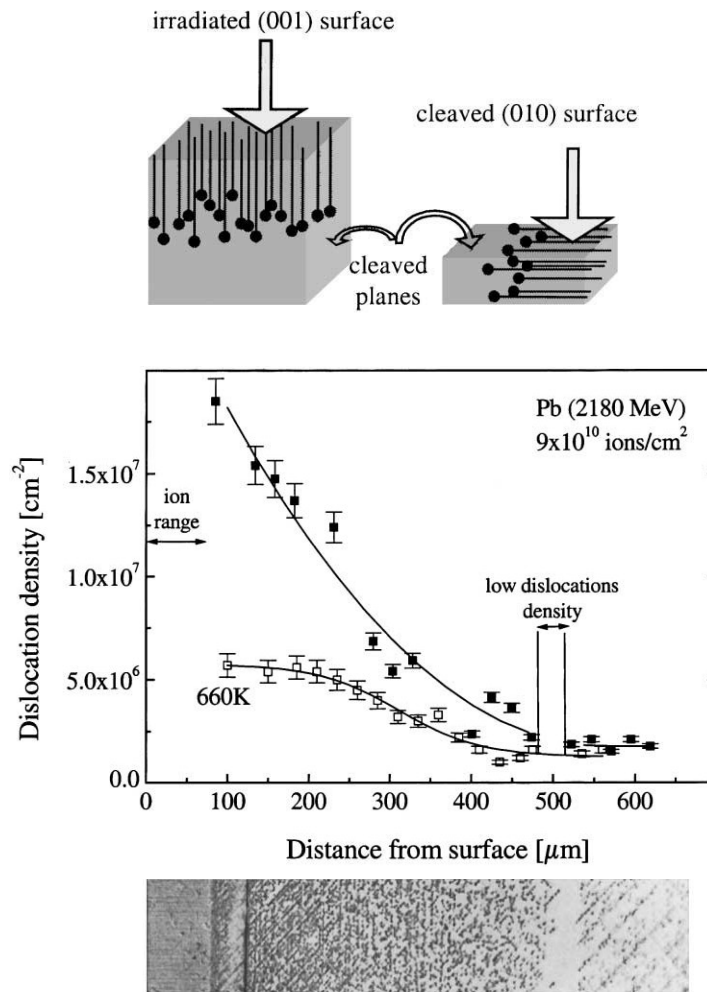 irradiated (001) surface
cleaved (010) surface
cleaved
planes
Pb (2180 MeV)
9x10¹⁰ ions/cm²
ion
range
low dislocations
density
660K
Dislocation density [cm⁻²]
1.5x10⁷
1.0x10⁷
5.0x10⁶
0.0
0 100 200 300 400 500 600
Distance from surface [μm]